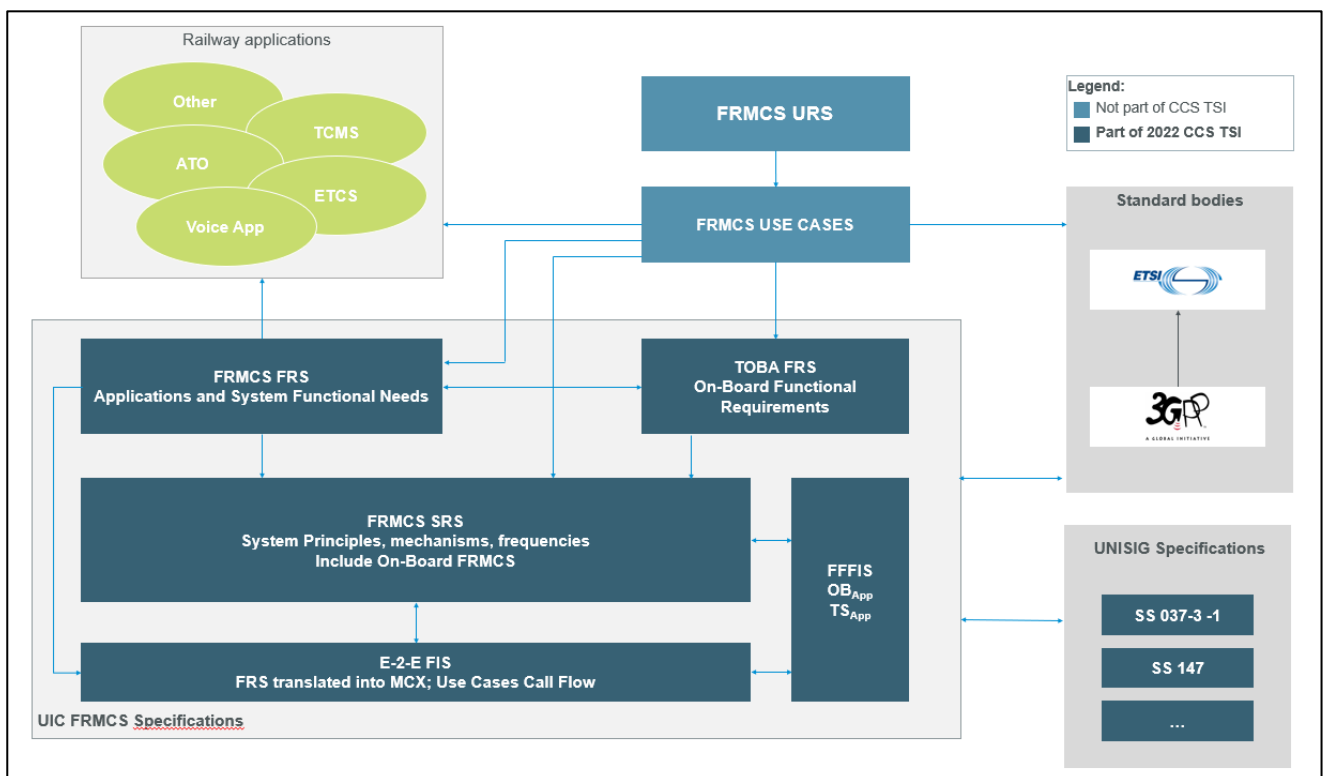 Railway applications
Other
TCMS
ATO
ETCS
Voice App
FRMCS URS
FRMCS USE CASES
Legend:
Not part of CCS TSI
Part of 2022 CCS TSI
Standard bodies
ETSI
3GPP
A GLOBAL INITIATIVE
FRMCS FRS
Applications and System Functional Needs
TOBA FRS
On-Board Functional
Requirements
FRMCS SRS
System Principles, mechanisms, frequencies
Include On-Board FRMCS
FFFIS
OBApp
TSApp
E-2-E FIS
FRS translated into MCX; Use Cases Call Flow
UIC FRMCS Specifications
UNISIG Specifications
SS 037-3 -1
SS 147
...